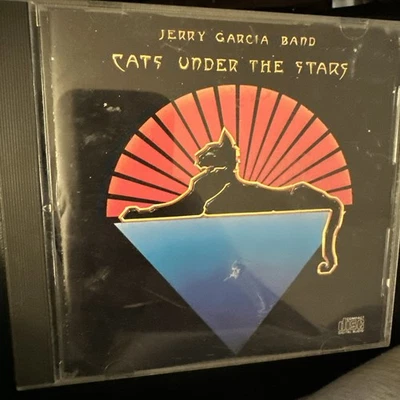 JERRY GARCIA BAND
CATS UNDER THE STARS